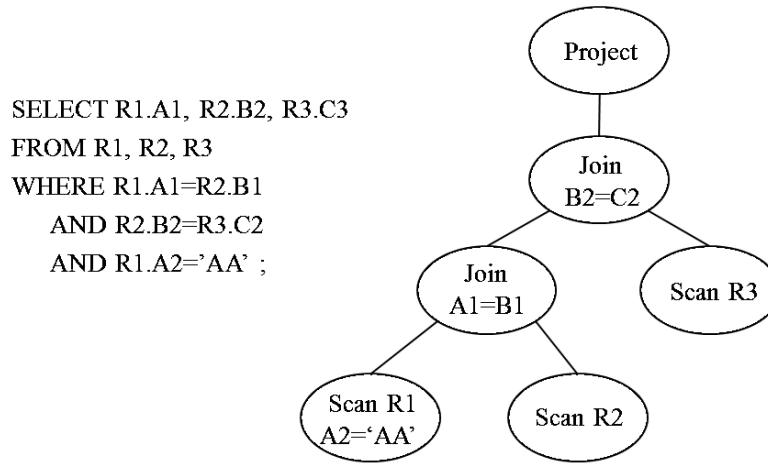 SELECT R1.A1, R2.B2, R3.C3
FROM R1, R2, R3
WHERE R1.A1=R2.B1
AND R2.B2=R3.C2
AND R1.A2=’AA’ ;
Project
Join
B2=C2
Join
A1=B1
Scan R3
Scan R1
A2=‘AA’
Scan R2